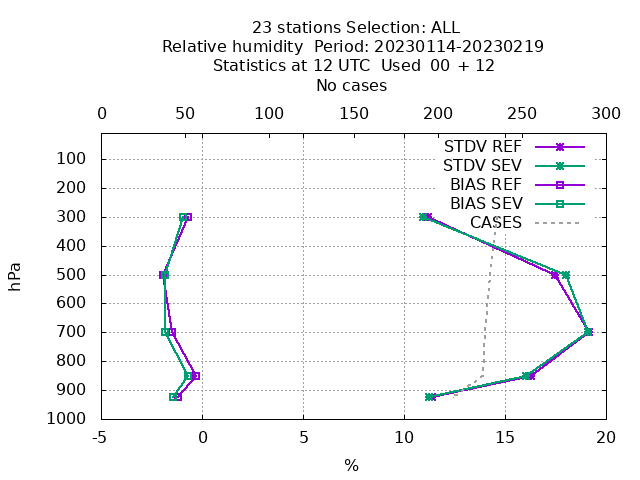 23 stations Selection: ALL
Relative humidity  Period: 20230114-20230219
Statistics at 12 UTC  Used  00 + 12
No cases
0 50 100 150 200 250 300
STDV REF
STDV SEV
BIAS REF
BIAS SEV
CASES
100
200
300
400
500
600
700
800
900
1000
hPa
-5 0 5 10 15 20
%